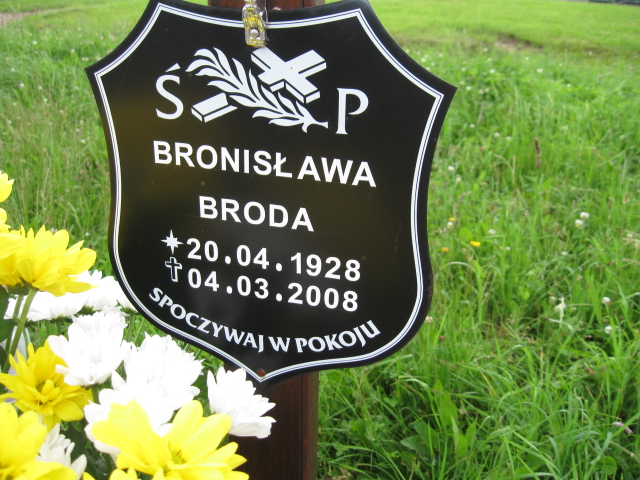 Ś P
BRONISŁAWA
BRODA
20.04.1928
04.03.2008
SPOCZYWAJ W POKOJU